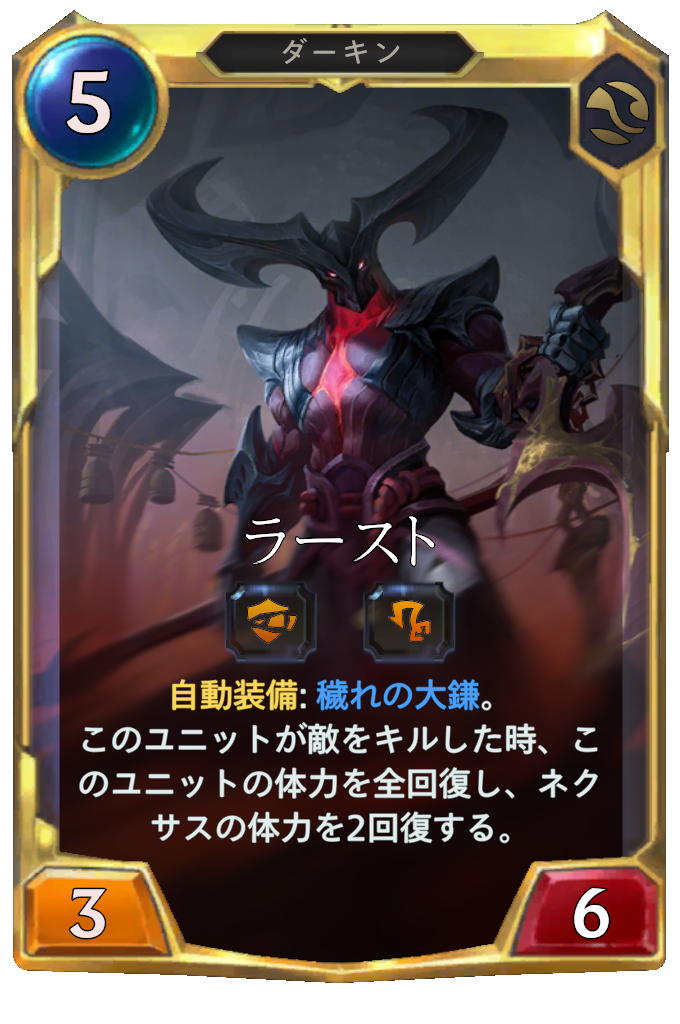 ダーキン
5
ラースト
自動装備: 穢れの大鎌。
このユニットが敵をキルした時、こ
のユニットの体力を全回復し、ネク
サスの体力を2回復する。
3
6